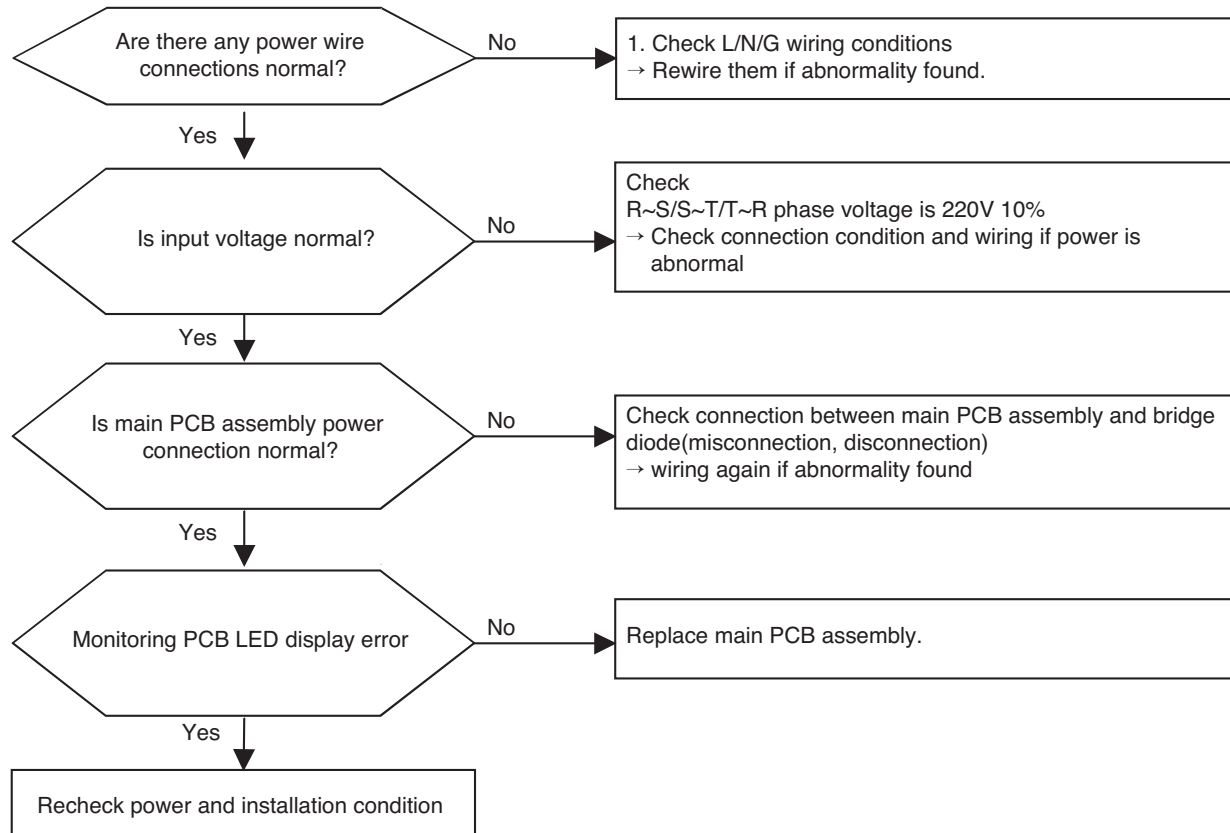 Are there any power wire
connections normal?
No
1. Check L/N/G wiring conditions
→ Rewire them if abnormality found.
Yes
Is input voltage normal?
No
Check
R~S/S~T/T~R phase voltage is 220V 10%
→ Check connection condition and wiring if power is
abnormal
Yes
Is main PCB assembly power
connection normal?
No
Check connection between main PCB assembly and bridge
diode(misconnection, disconnection)
→ wiring again if abnormality found
Yes
Monitoring PCB LED display error
No
Replace main PCB assembly.
Yes
Recheck power and installation condition